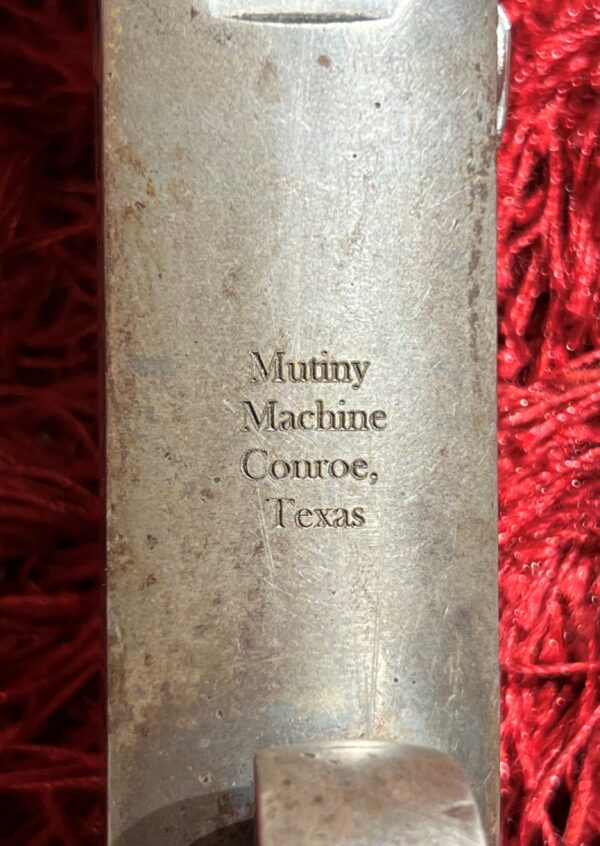 Mutiny
Machine
Conroe,
Texas